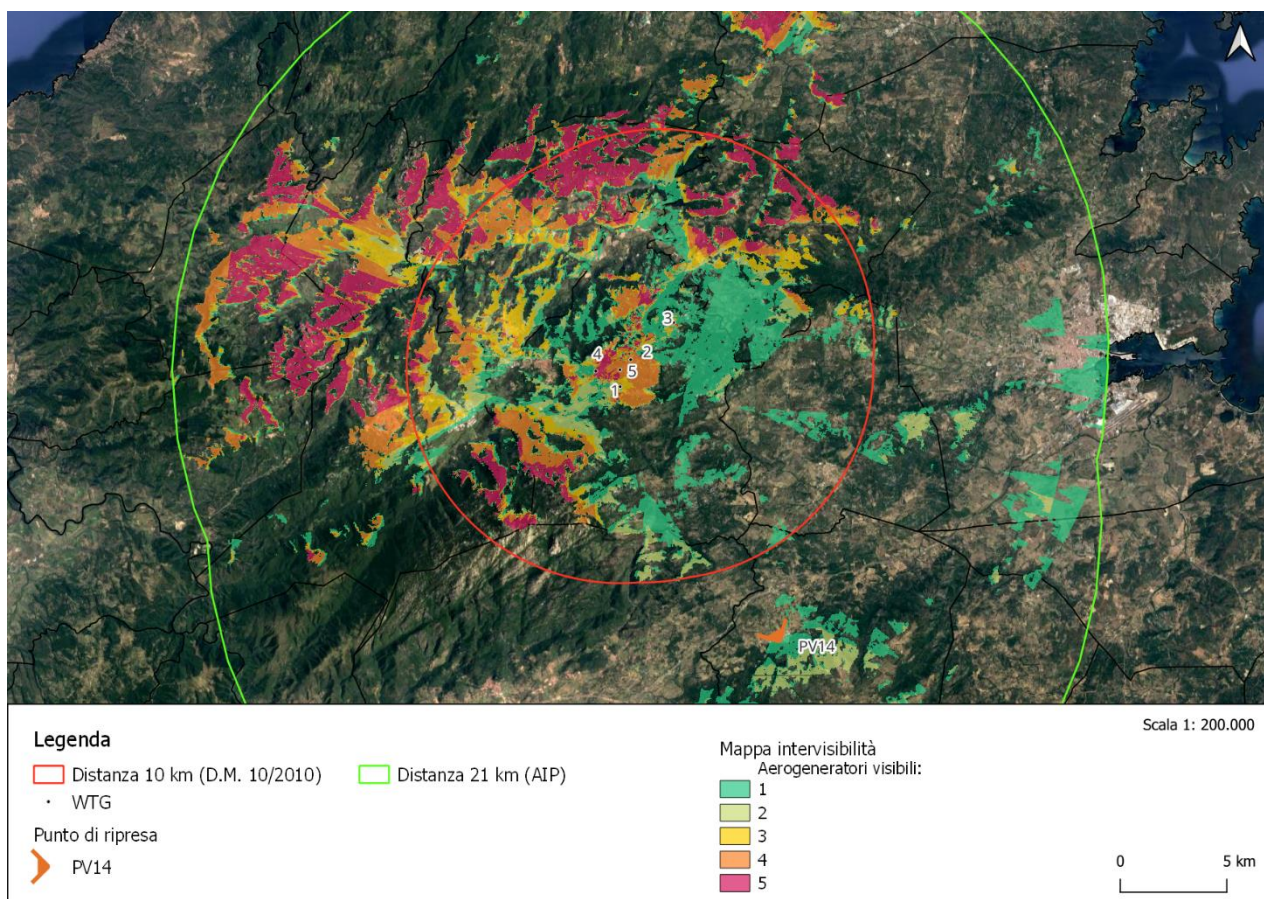 3
4
2
5
1
PV14
Scala 1: 200.000
Legenda
Distanza 10 km (D.M. 10/2010)
Distanza 21 km (AIP)
WTG
Punto di ripresa
PV14
Mappa intervisibilità
Aerogeneratori visibili:
1
2
3
4
5
0 5 km